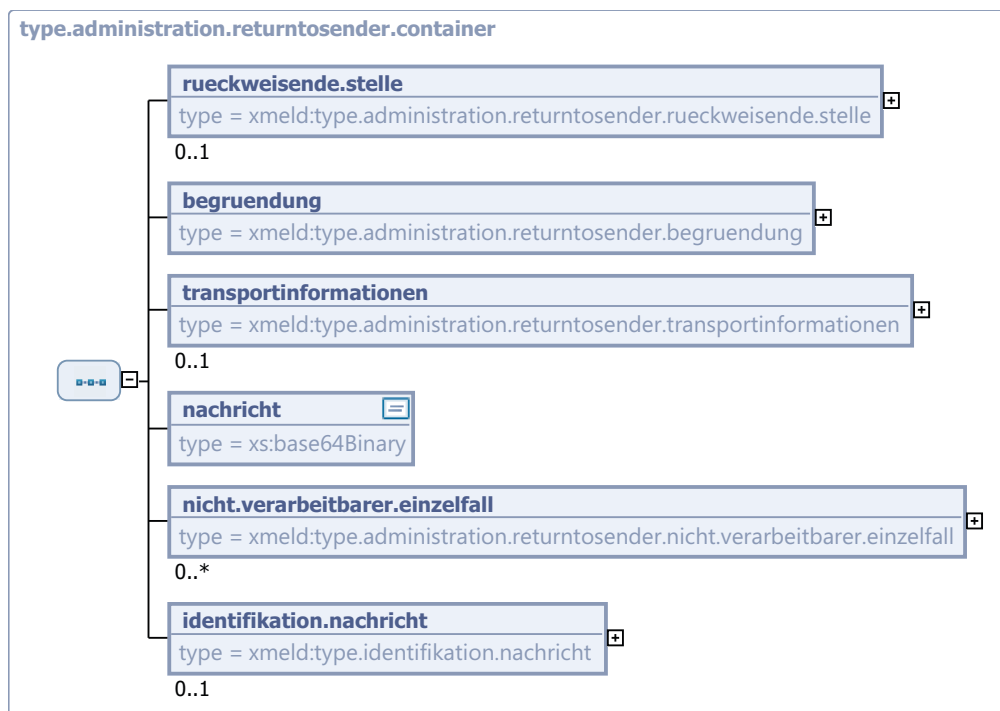 type.administration.returntosender.container
rueckweisende.stelle
type = xmeld:type.administration.returntosender.rueckweisende.stelle
0..1
begruendung
type = xmeld:type.administration.returntosender.begruendung
transportinformationen
type = xmeld:type.administration.returntosender.transportinformationen
0..1
nachricht
type = xs:base64Binary
nicht.verarbeitbarer.einzelfall
type = xmeld:type.administration.returntosender.nicht.verarbeitbarer.einzelfall
0..*
identifikation.nachricht
type = xmeld:type.identifikation.nachricht
0..1